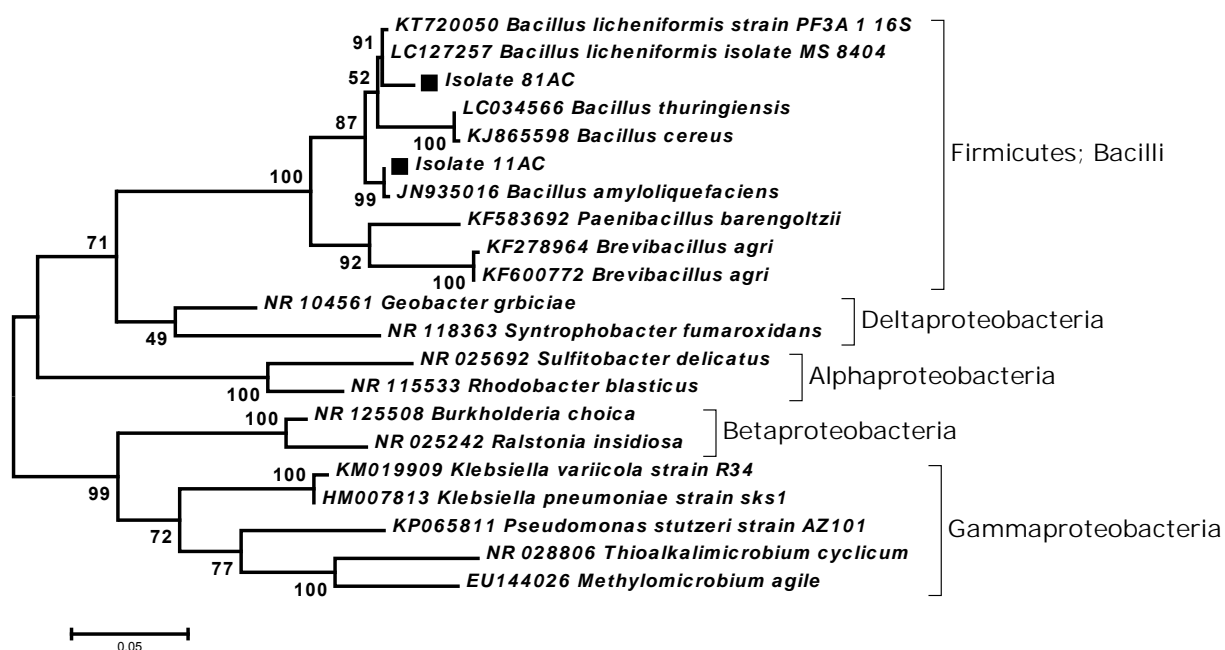 KT720050 Bacillus licheniformis strain PF3A 1 16S
91
LC127257 Bacillus licheniformis isolate MS 8404
52
Isolate 81AC
LC034566 Bacillus thuringiensis
87
KJ865598 Bacillus cereus
100
Firmicutes; Bacilli
Isolate 11AC
100
JN935016 Bacillus amyloliquefaciens
99
KF583692 Paenibacillus barengoltzii
71
KF278964 Brevibacillus agri
92
KF600772 Brevibacillus agri
100
NR 104561 Geobacter grbiciae
Deltaproteobacteria
49
NR 118363 Syntrophobacter fumaroxidans
NR 025692 Sulfitobacter delicatus
Alphaproteobacteria
100
NR 115533 Rhodobacter blasticus
100
NR 125508 Burkholderia choica
Betaproteobacteria
NR 025242 Ralstonia insidiosa
100
KM019909 Klebsiella variicola strain R34
99
HM007813 Klebsiella pneumoniae strain sks1
72
KP065811 Pseudomonas stutzeri strain AZ101
Gammaproteobacteria
77
NR 028806 Thioalkalimicrobium cyclicum
100
EU144026 Methylomicrobium agile
0.05